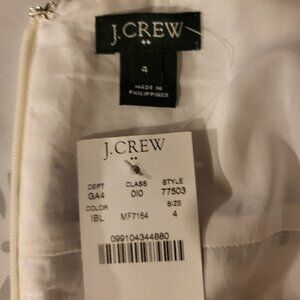 J.CREW
4
MADE IN
PHILIPPINES
J.CREW
DEPT CLASS STYLE
GA4 010 77503
COLOR SIZE
IBL MF7164 4
099104344880